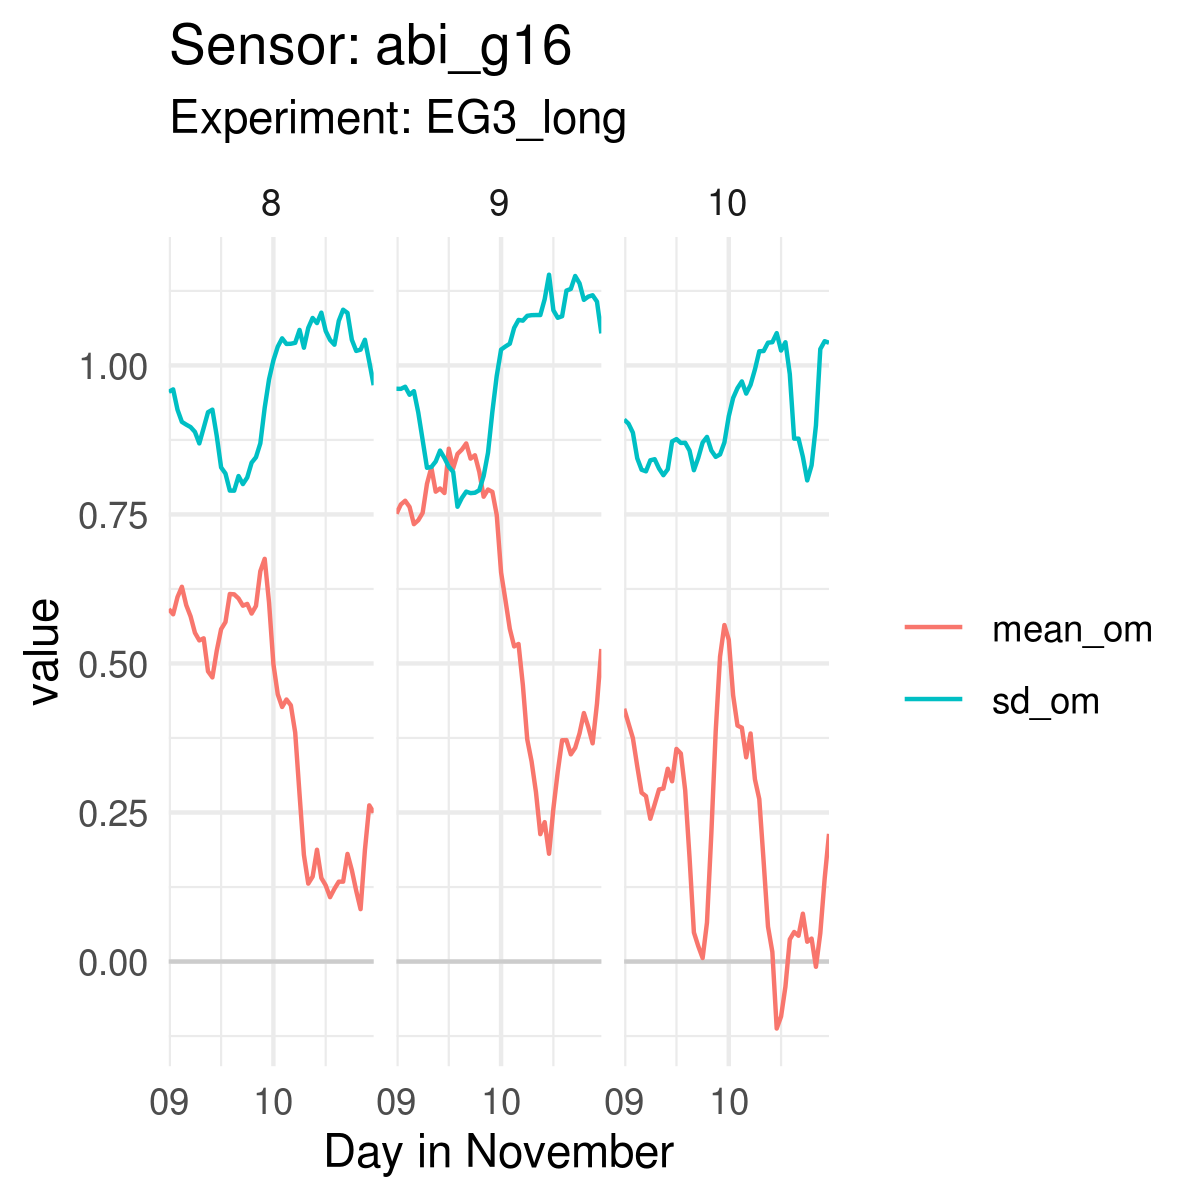 Sensor: abi_g16
Experiment: EG3_long
8 9 10
1.00
0.75
0.50
0.25
0.00
value
mean_om
sd_om
09 10 09 10 09 10
Day in November